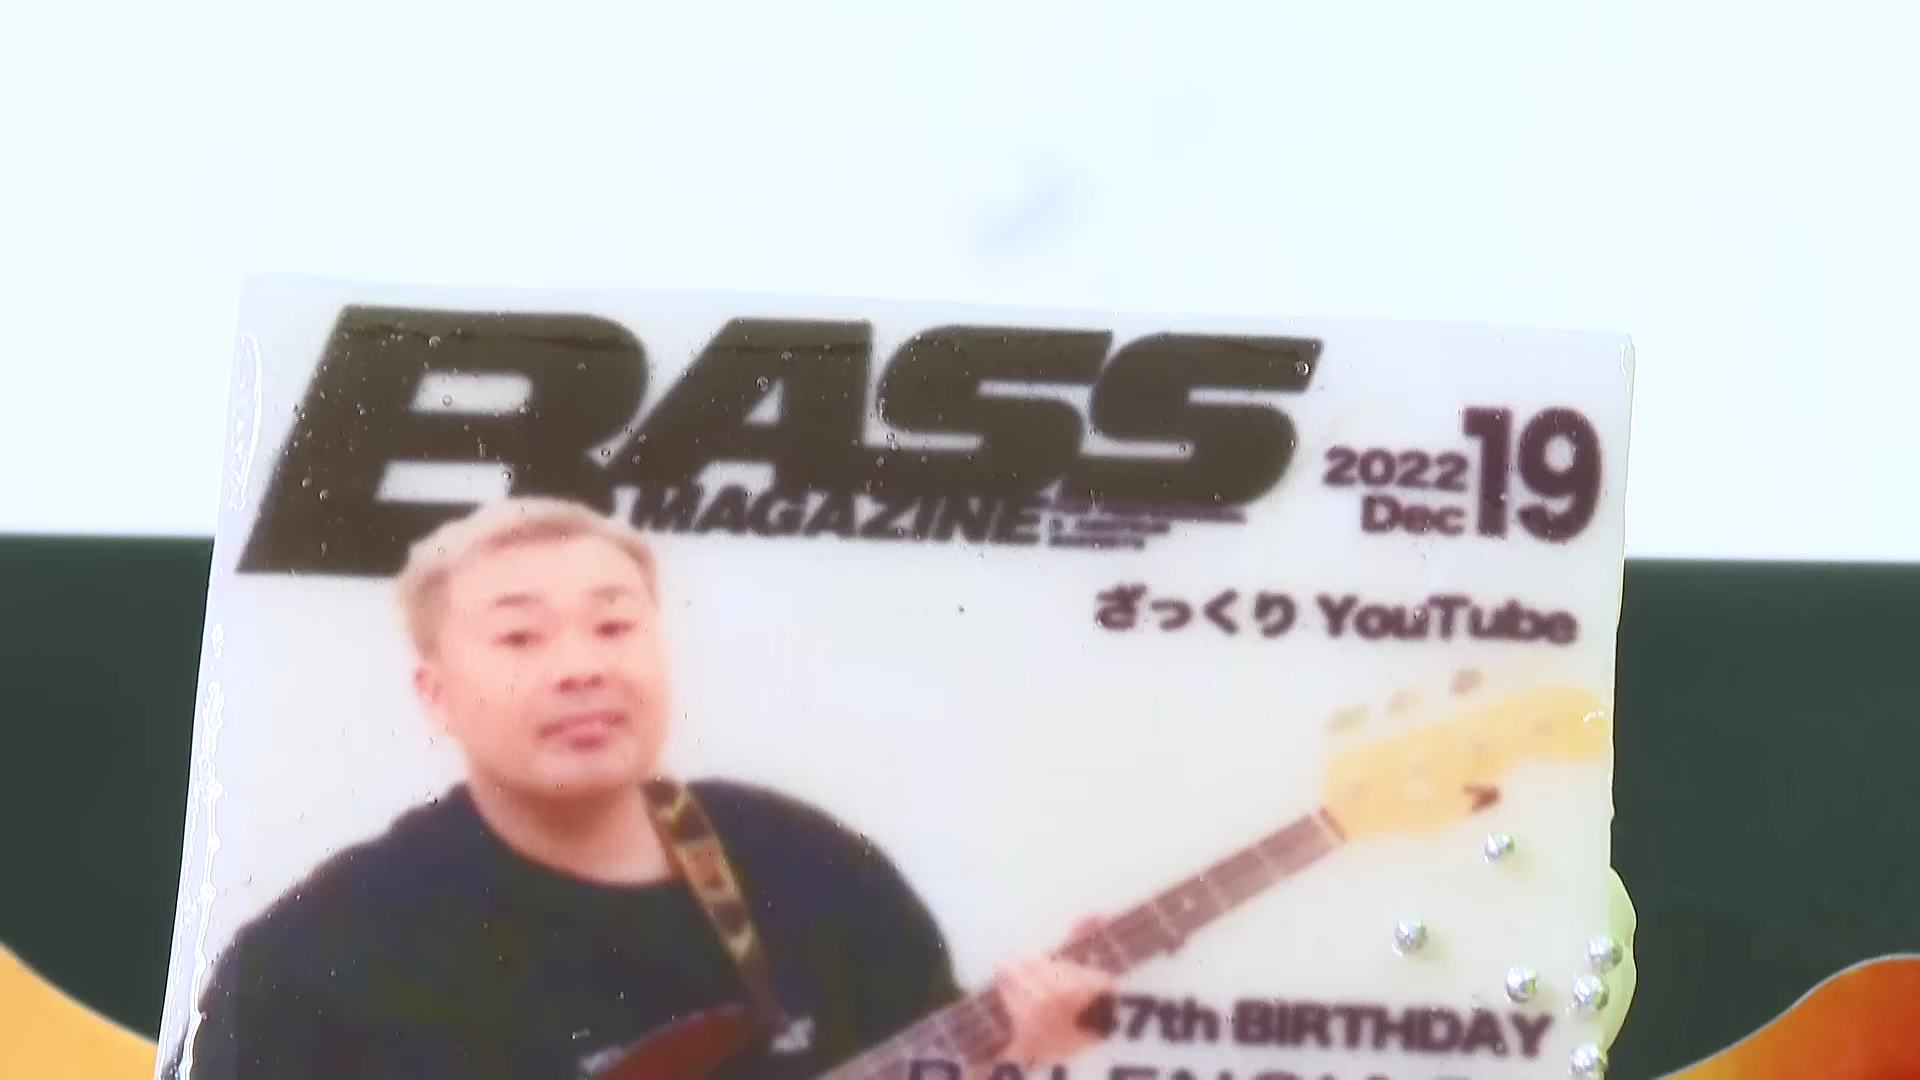 BASS
MAGAZINE
2022
Dec
19
ざっくり YouTube
47th BIRTHDAY